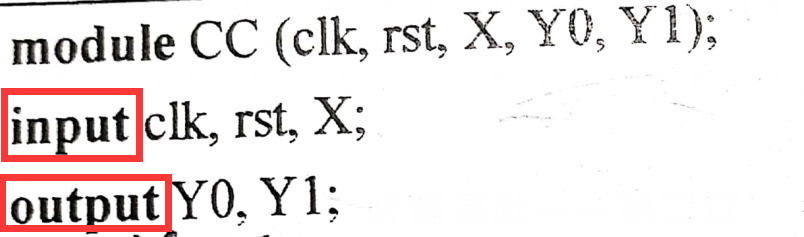 module CC (clk, rst, X, Y0, Y1);
input clk, rst, X;
output Y0, Y1;